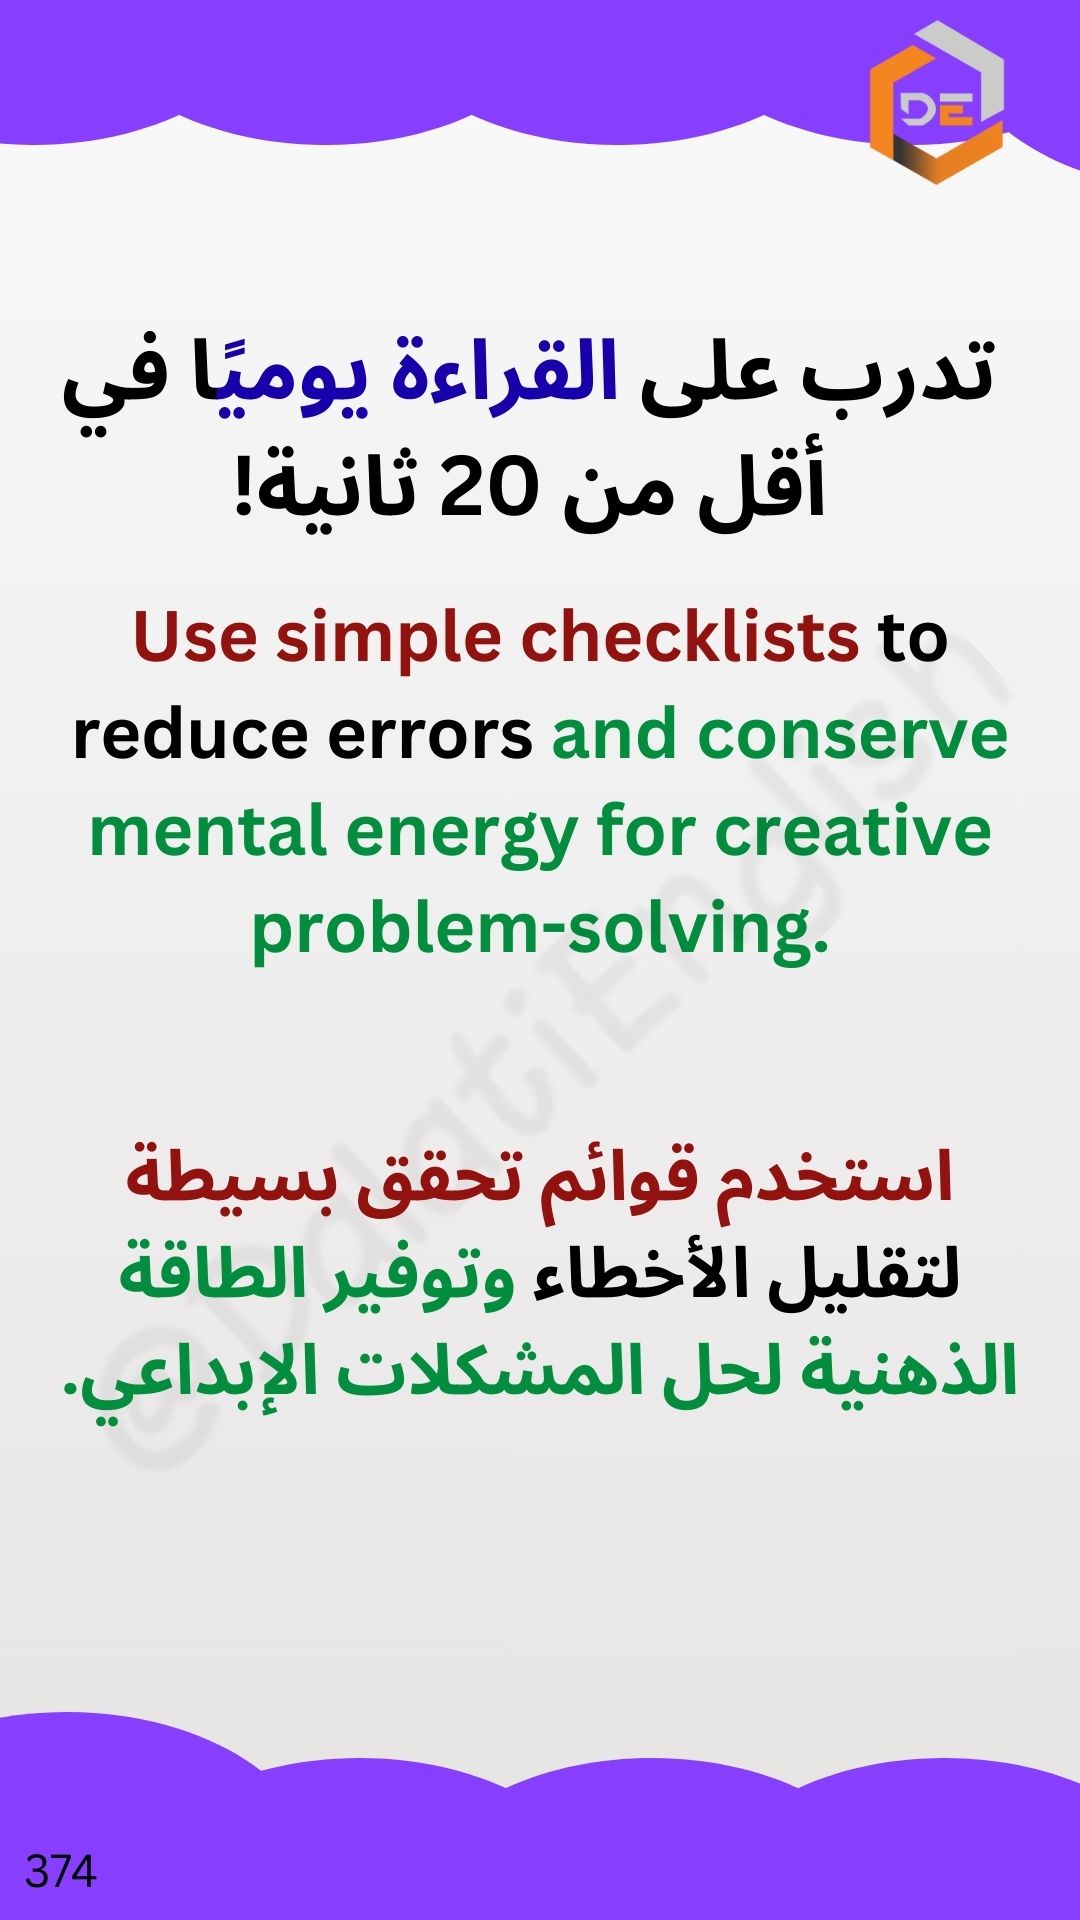 DE
تدرب على القراءة يوميًا في
أقل من 20 ثانية!
Use simple checklists to
reduce errors and conserve
mental energy for creative
problem-solving.
استخدم قوائم تحقق بسيطة
لتقليل الأخطاء وتوفير الطاقة
الذهنية لحل المشكلات الإبداعي.
@DalatiEnglish
374